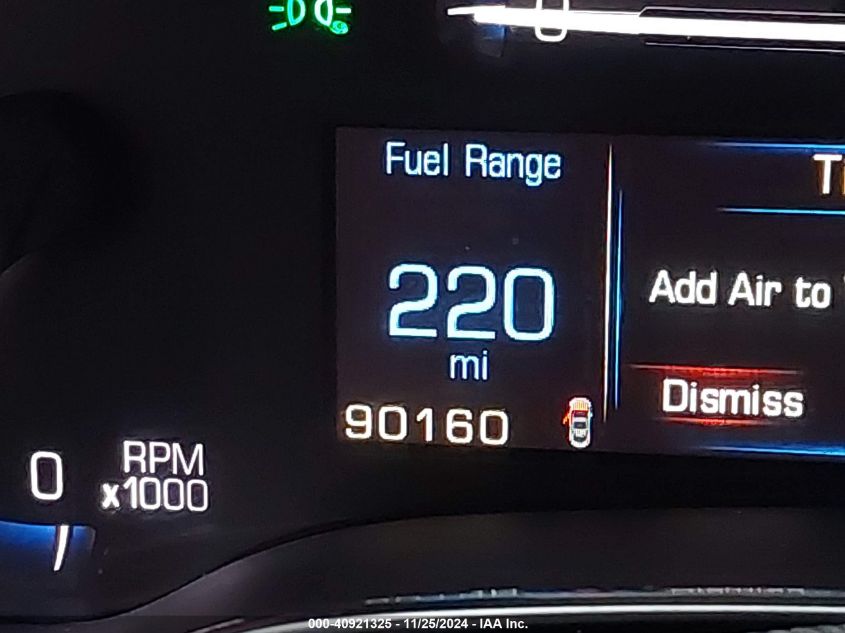 0
Fuel Range
220
mi
90160
Add Air to
Dismiss
0
RPM
x1000
000-40921325 - 11/25/2024 - IAA Inc.